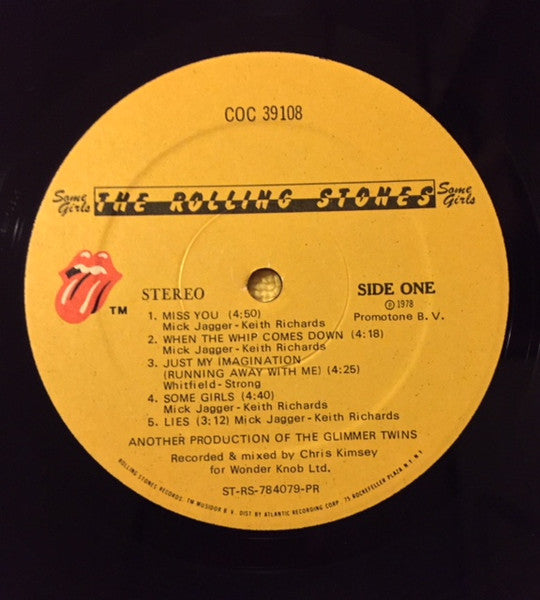 COC 39108
Some Girls THE ROLLING STONES Some Girls
TM
STEREO
SIDE ONE
℗ 1978
Promotone B. V.
1. MISS YOU (4:50)
Mick Jagger - Keith Richards
2. WHEN THE WHIP COMES DOWN (4:18)
Mick Jagger - Keith Richards
3. JUST MY IMAGINATION
(RUNNING AWAY WITH ME) (4:25)
Whitfield - Strong
4. SOME GIRLS (4:40)
Mick Jagger - Keith Richards
5. LIES (3:12) Mick Jagger - Keith Richards
ANOTHER PRODUCTION OF THE GLIMMER TWINS
Recorded & mixed by Chris Kimsey
for Wonder Knob Ltd.
ST-RS-784079-PR
ROLLING STONES RECORDS. TM MUSIDOR B. V. DIST BY ATLANTIC RECORDING CORP. 75 ROCKEFELLER PLAZA N.Y. N.Y.